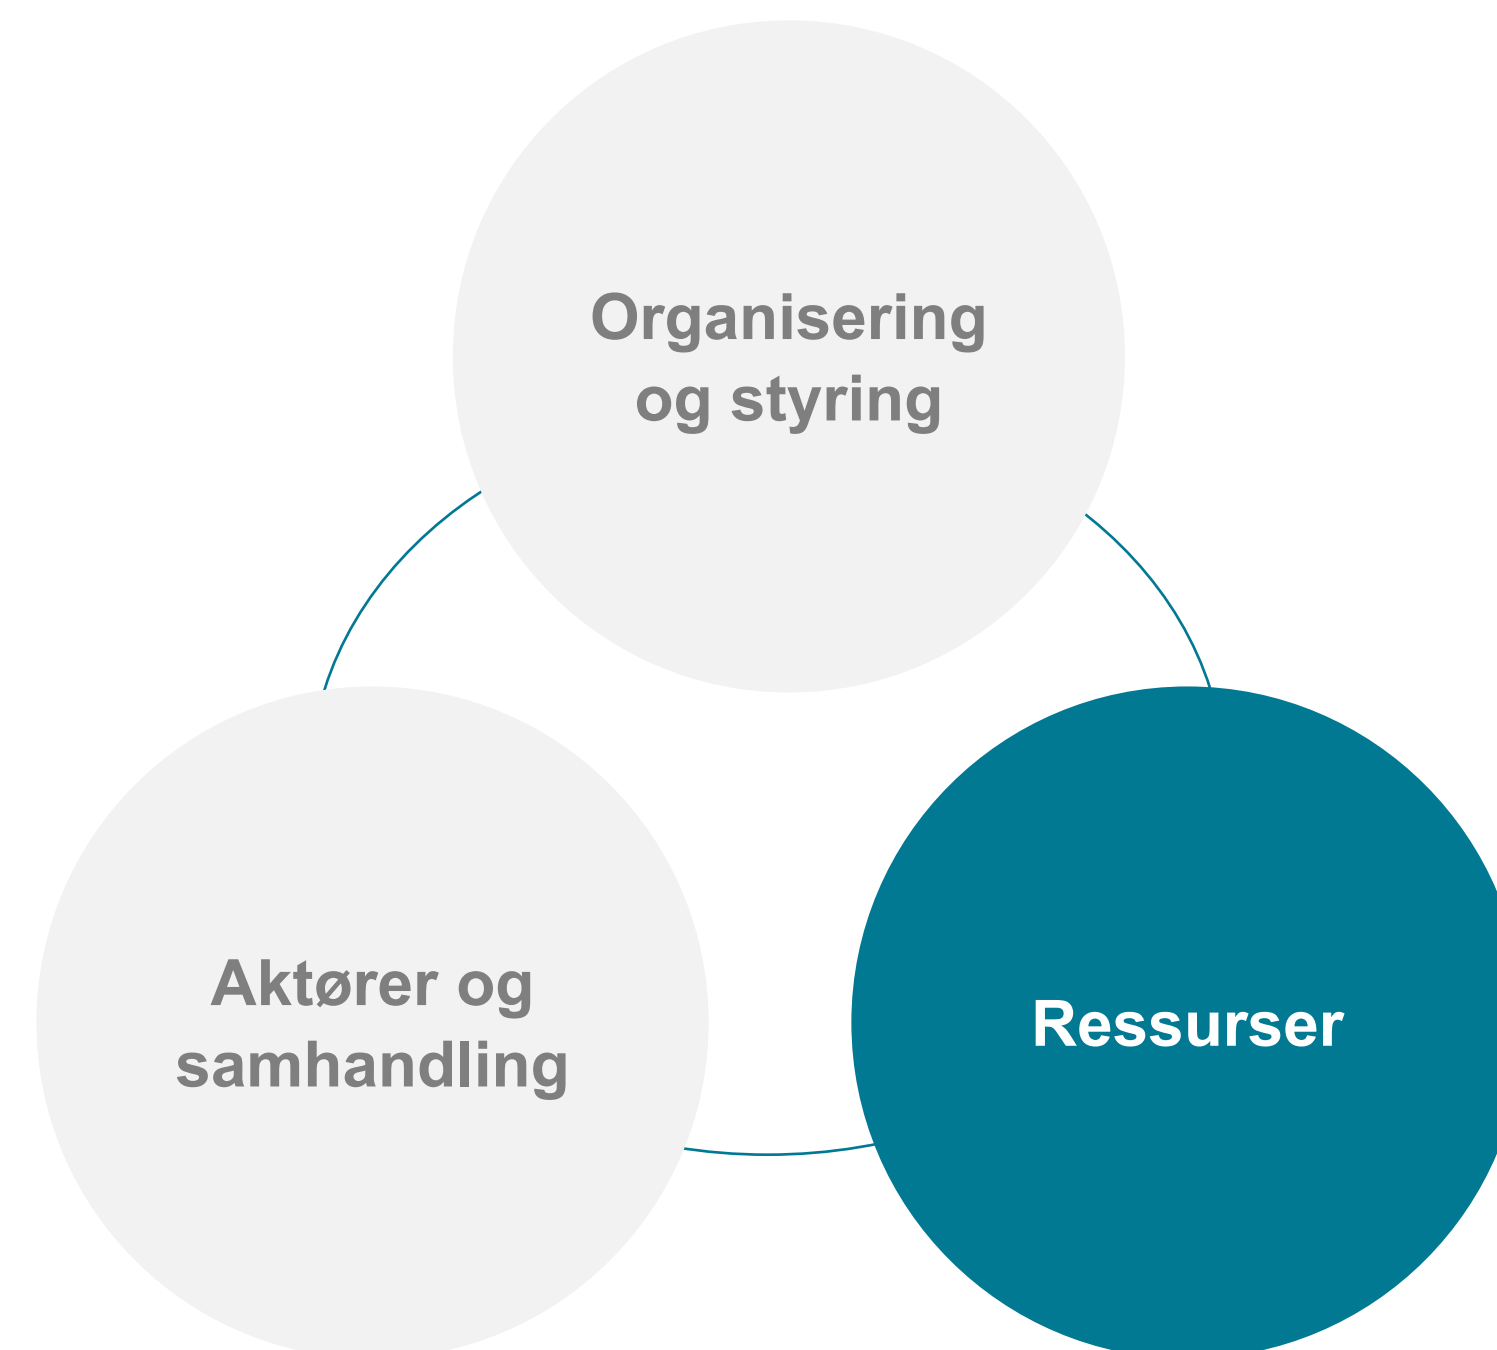 Organisering
og styring
Aktører og
samhandling
Ressurser